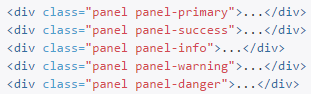 <div class="panel panel-primary">...</div>
<div class="panel panel-success">...</div>
<div class="panel panel-info">...</div>
<div class="panel panel-warning">...</div>
<div class="panel panel-danger">...</div>